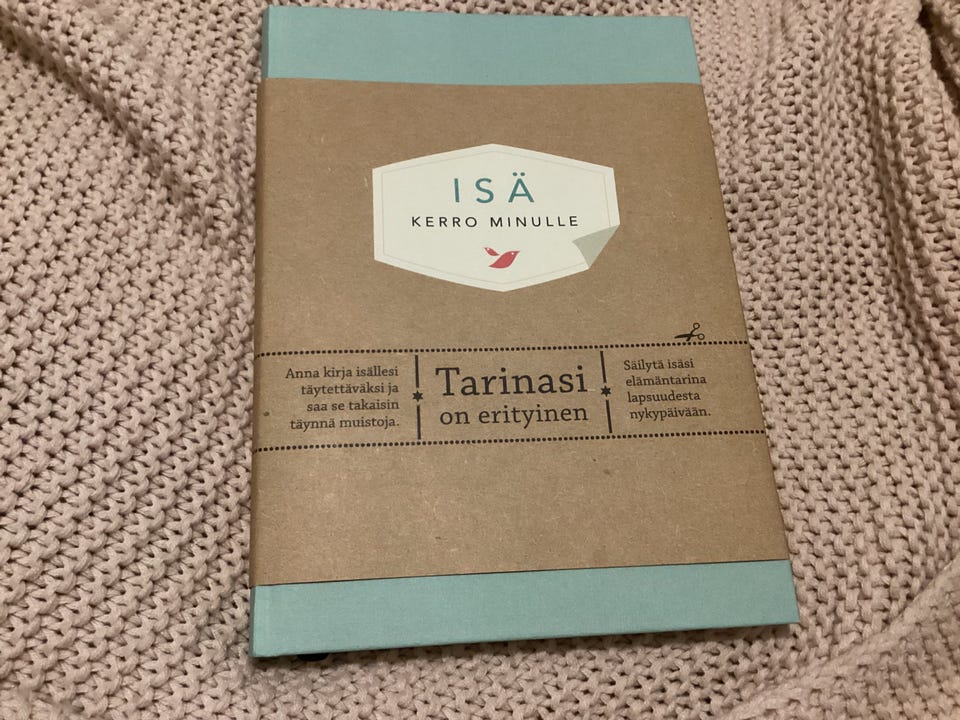 ISÄ
KERRO MINULLE
Anna kirja isällesi
täytettäväksi ja
saa se takaisin
täynnä muistoja.
Tarinasi
on erityinen
Säilytä isäsi
elämäntarina
lapsuudesta
nykypäivään.